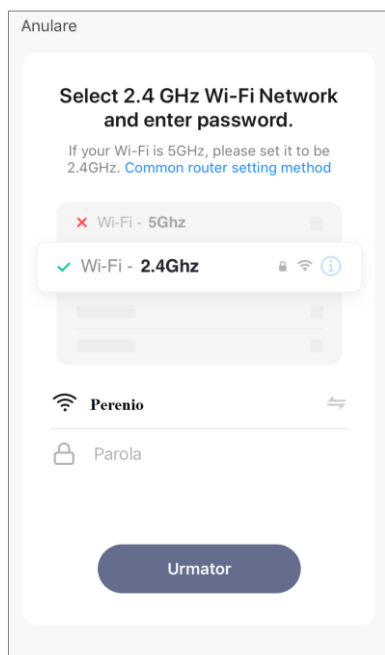 Anulare
Select 2.4 GHz Wi-Fi Network
and enter password.
If your Wi-Fi is 5GHz, please set it to be
2.4GHz. Common router setting method
Wi-Fi - 5Ghz
Wi-Fi - 2.4Ghz
Perenio
Parola
Urmator